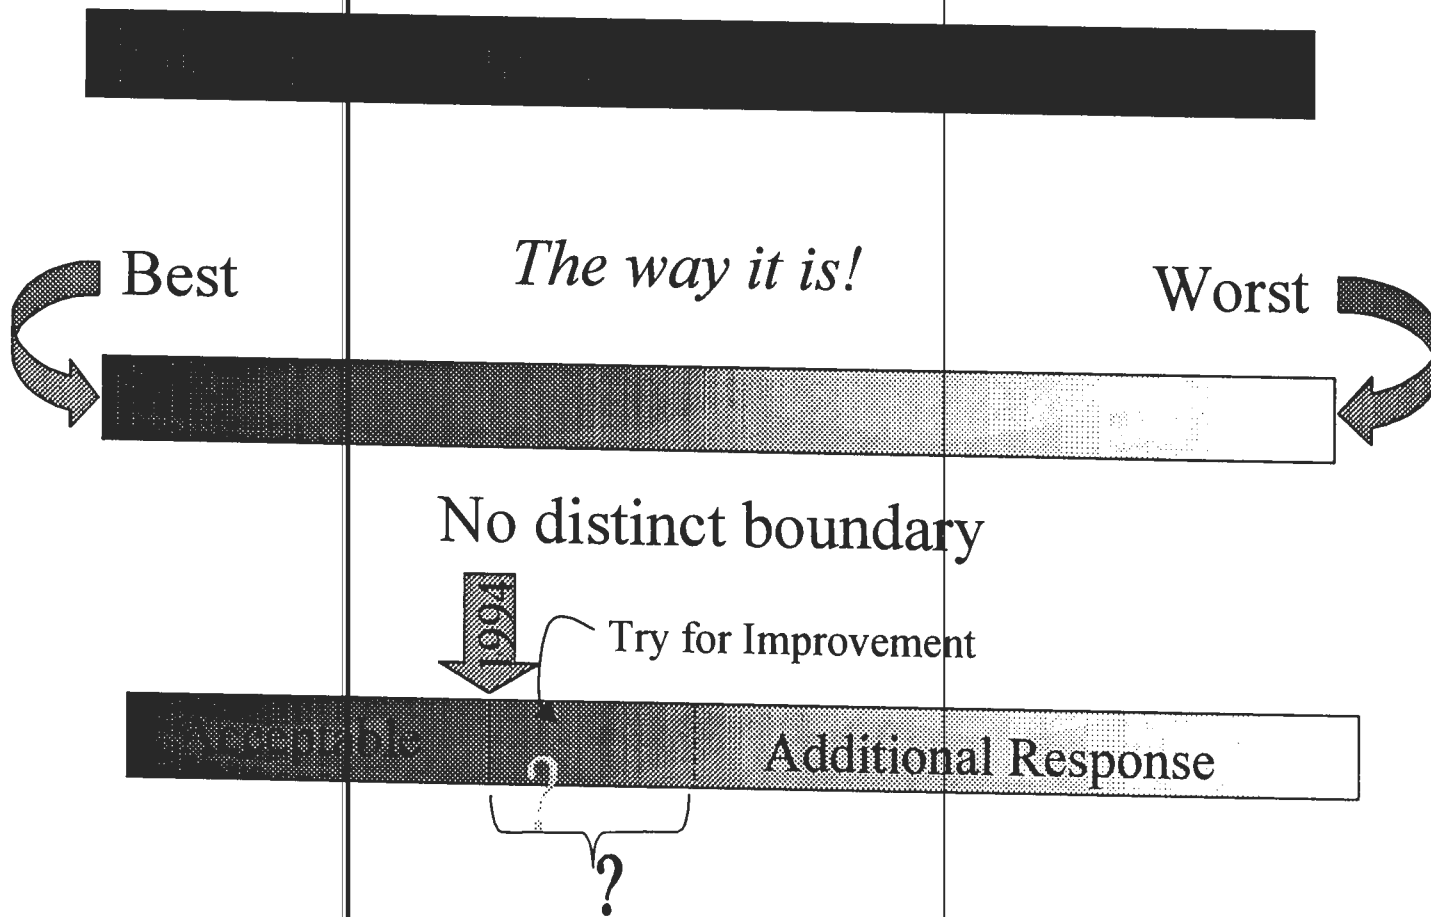 Best
The way it is!
Worst
No distinct boundary
1994
Try for Improvement
Acceptable
?
Additional Response
?